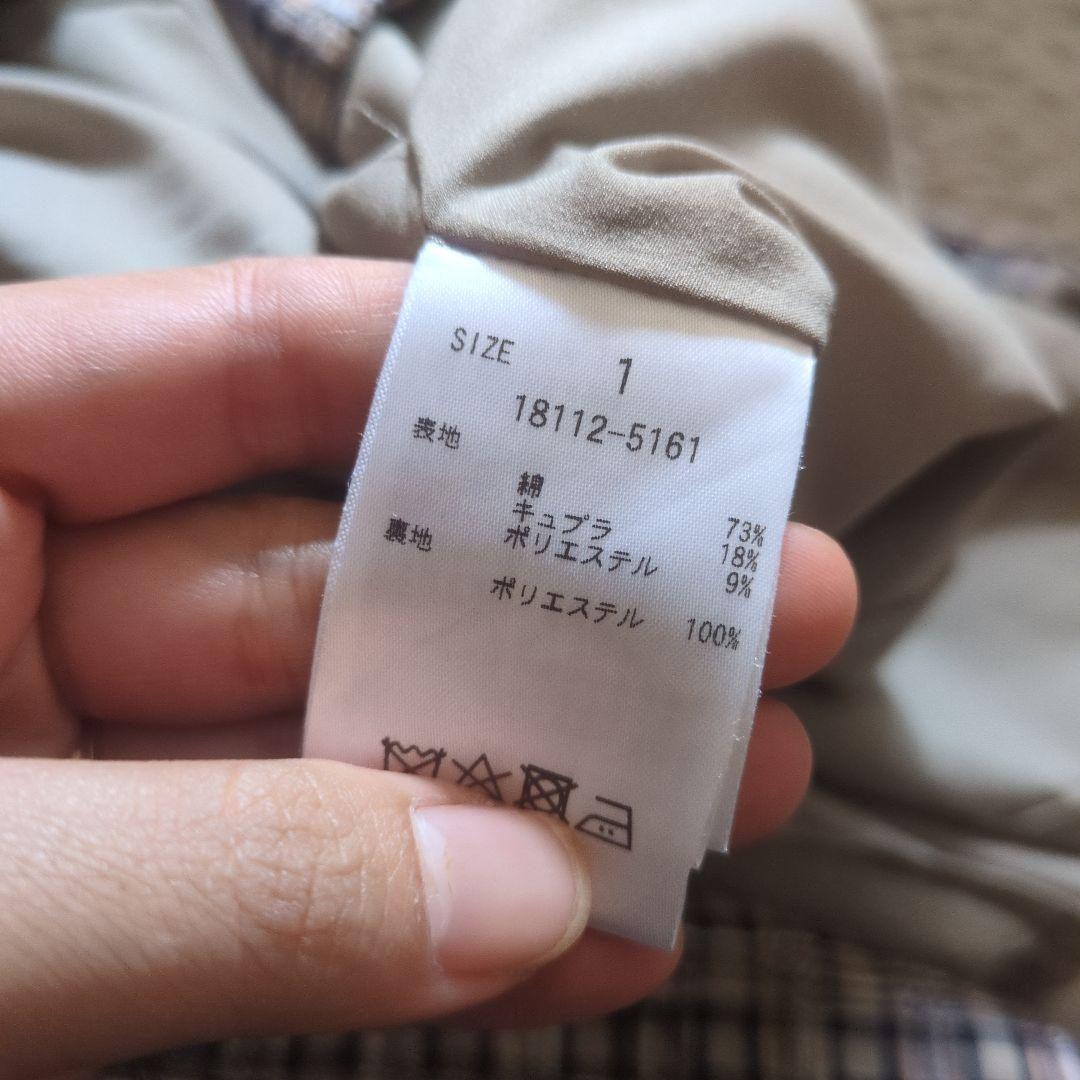 SIZE 1
18112-5161
表地
綿 73%
キュプラ 18%
ポリエステル 9%
裏地
ポリエステル 100%